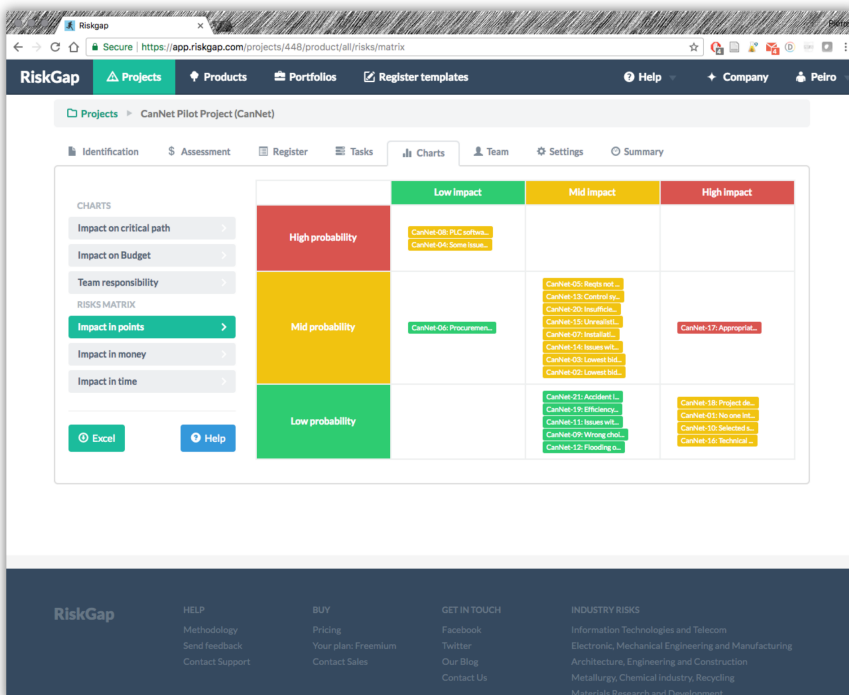 Riskgap
Pierre
Secure | https://app.riskgap.com/projects/448/product/all/risks/matrix
RiskGap
Projects
Products
Portfolios
Register templates
Help
Company
Peiro
Projects
CanNet Pilot Project (CanNet)
Identification
$ Assessment
Register
Tasks
Charts
Team
Settings
Summary
CHARTS
Impact on critical path
Impact on Budget
Team responsibility
RISKS MATRIX
Impact in points
Impact in money
Impact in time
Excel
Help
Low impact
Mid impact
High impact
High probability
CanNet-08: PLC softwa...
CanNet-04: Some issue...
Mid probability
CanNet-06: Procuremen...
CanNet-05: Reqts not ...
CanNet-13: Control sy...
CanNet-20: Insufficie...
CanNet-15: Unrealisti...
CanNet-07: Installati...
CanNet-14: Issues wit...
CanNet-03: Lowest bid...
CanNet-02: Lowest bid...
CanNet-17: Appropriat...
Low probability
CanNet-21: Accident i...
CanNet-19: Efficiency...
CanNet-11: Issues wit...
CanNet-09: Wrong choi...
CanNet-12: Flooding o...
CanNet-18: Project de...
CanNet-01: No one int...
CanNet-10: Selected s...
CanNet-16: Technical ...
RiskGap
HELP
Methodology
Send feedback
Contact Support
BUY
Pricing
Your plan: Freemium
Contact Sales
GET IN TOUCH
Facebook
Twitter
Our Blog
Contact Us
INDUSTRY RISKS
Information Technologies and Telecom
Electronic, Mechanical Engineering and Manufacturing
Architecture, Engineering and Construction
Metallurgy, Chemical industry, Recycling
Materials Research and Development